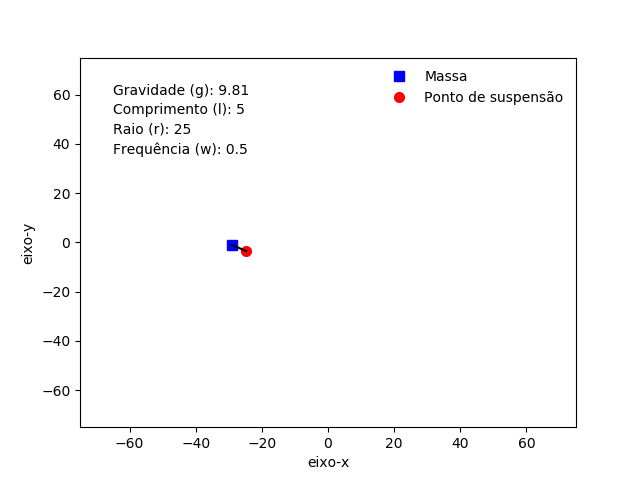 Gravidade (g): 9.81
Comprimento (l): 5
Raio (r): 25
Frequência (w): 0.5
Massa
Ponto de suspensão
60
40
20
0
−20
−40
−60
eixo-y
−60 −40 −20 0 20 40 60
eixo-x